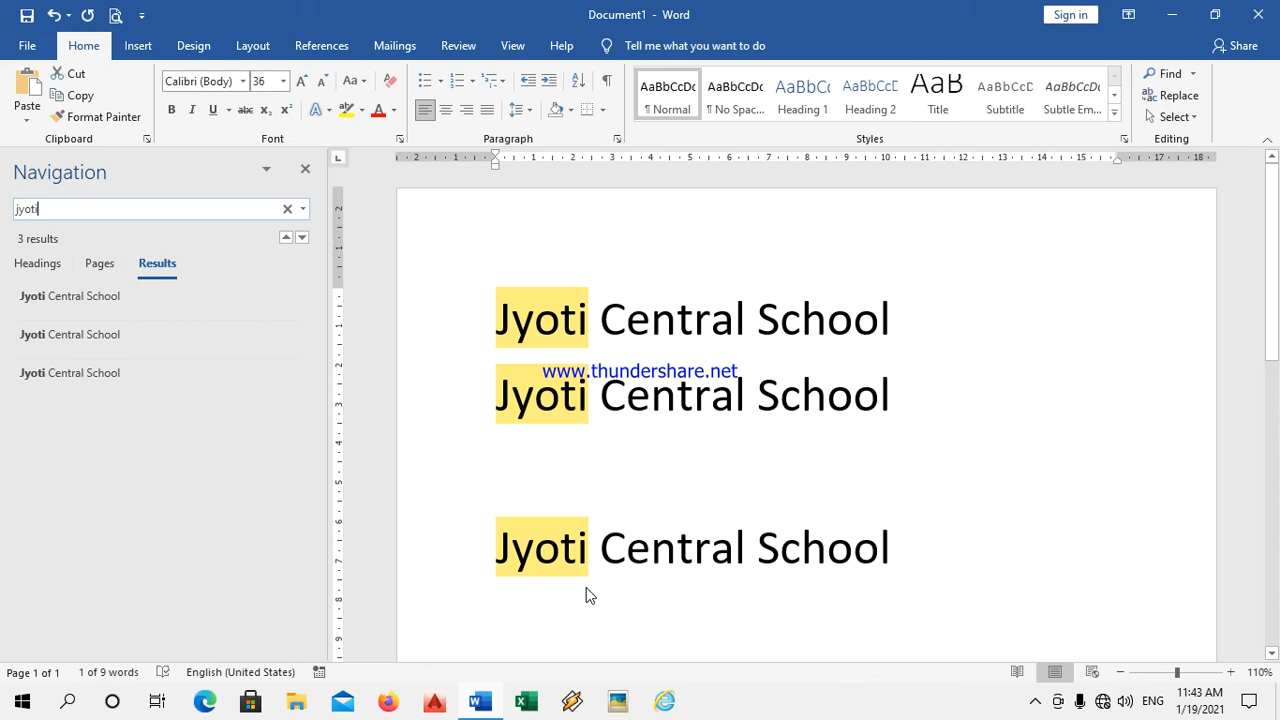 Document1 - Word
Sign in
File Home Insert Design Layout References Mailings Review View Help Tell me what you want to do Share
Paste
Cut
Copy
Format Painter
Clipboard
Calibri (Body) 36
Font
Paragraph
AaBbCcDc AaBbCcDc AaBbCc AaBbCcD AaB AaBbCcD AaBbCcDc
¶ Normal ¶ No Spac... Heading 1 Heading 2 Title Subtitle Subtle Em...
Styles
Find
Replace
Select
Editing
Navigation
jyoti
3 results
Headings Pages Results
Jyoti Central School
Jyoti Central School
Jyoti Central School
Jyoti Central School
www.thundershare.net
Jyoti Central School
Jyoti Central School
Page 1 of 1 1 of 9 words English (United States) 110%
ENG
11:43 AM
1/19/2021